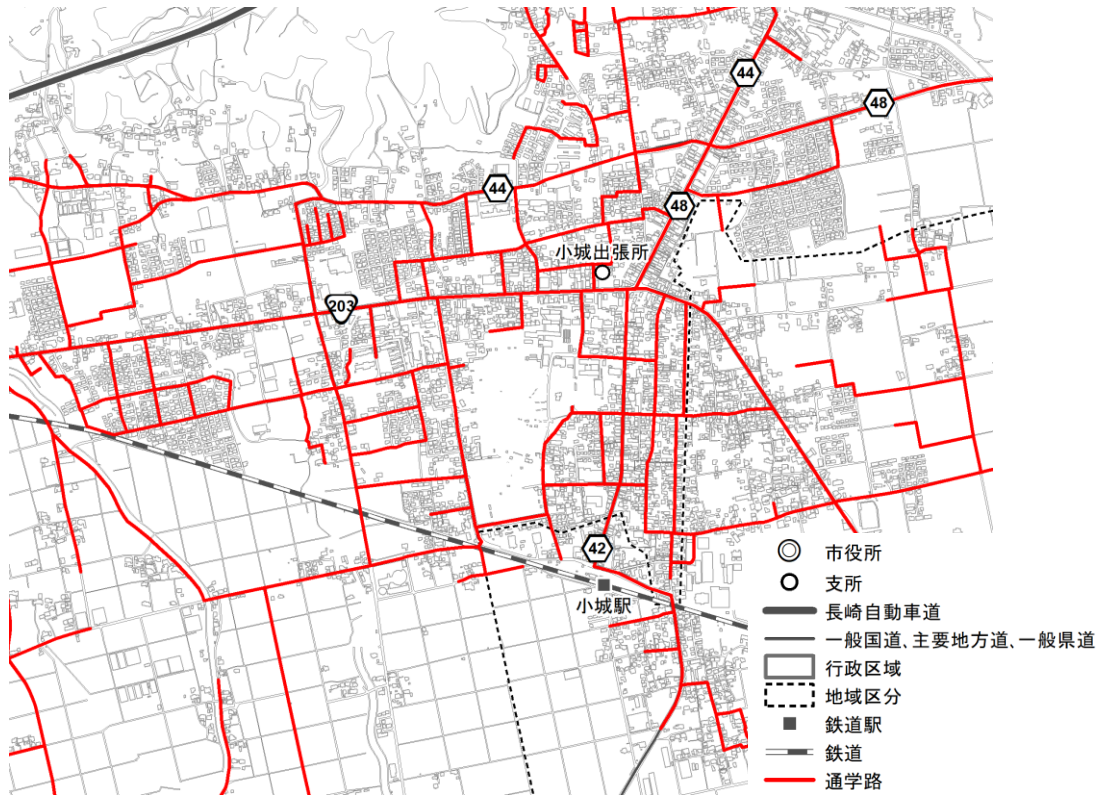 44
48
44
48
小城出張所
203
42
小城駅
市役所
支所
長崎自動車道
一般国道、主要地方道、一般県道
行政区域
地域区分
鉄道駅
鉄道
通学路